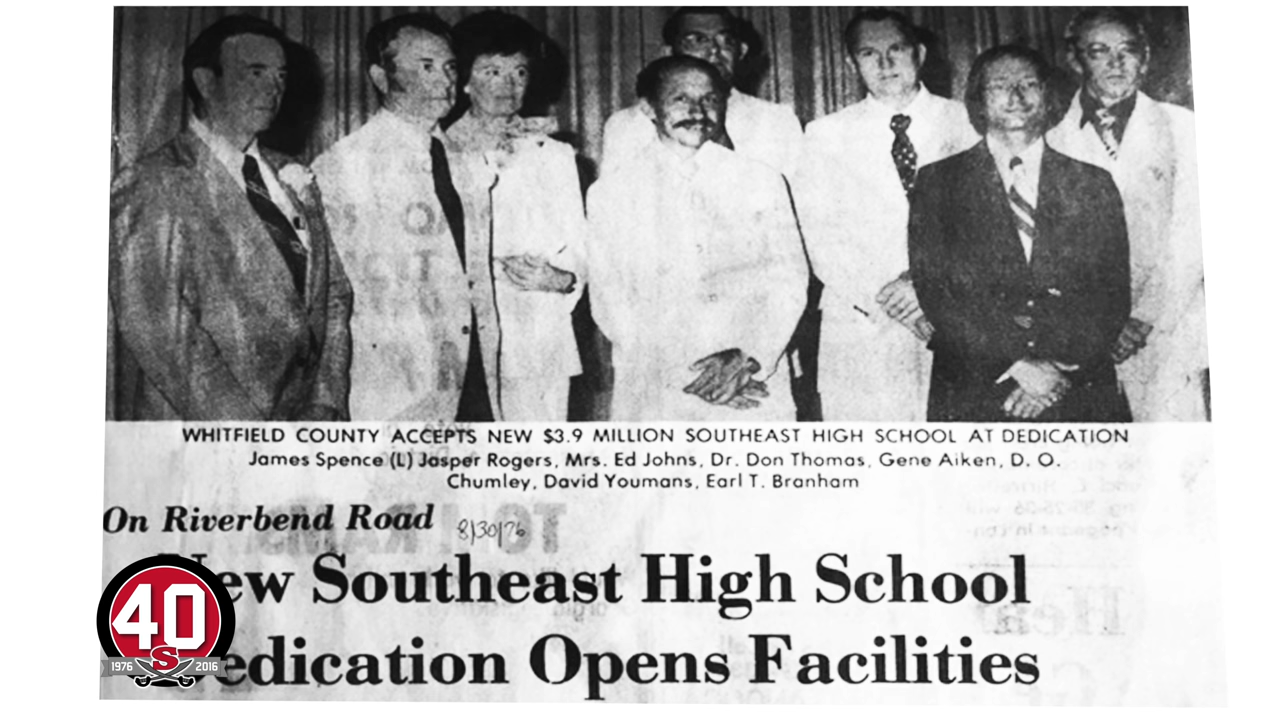 WHITFIELD COUNTY ACCEPTS NEW $3.9 MILLION SOUTHEAST HIGH SCHOOL AT DEDICATION
James Spence (L) Jasper Rogers, Mrs. Ed Johns, Dr. Don Thomas, Gene Aiken, D. O.
Chumley, David Youmans, Earl T. Branham
On Riverbend Road
8/30/76
New Southeast High School
Dedication Opens Facilities
40
1976 S 2016